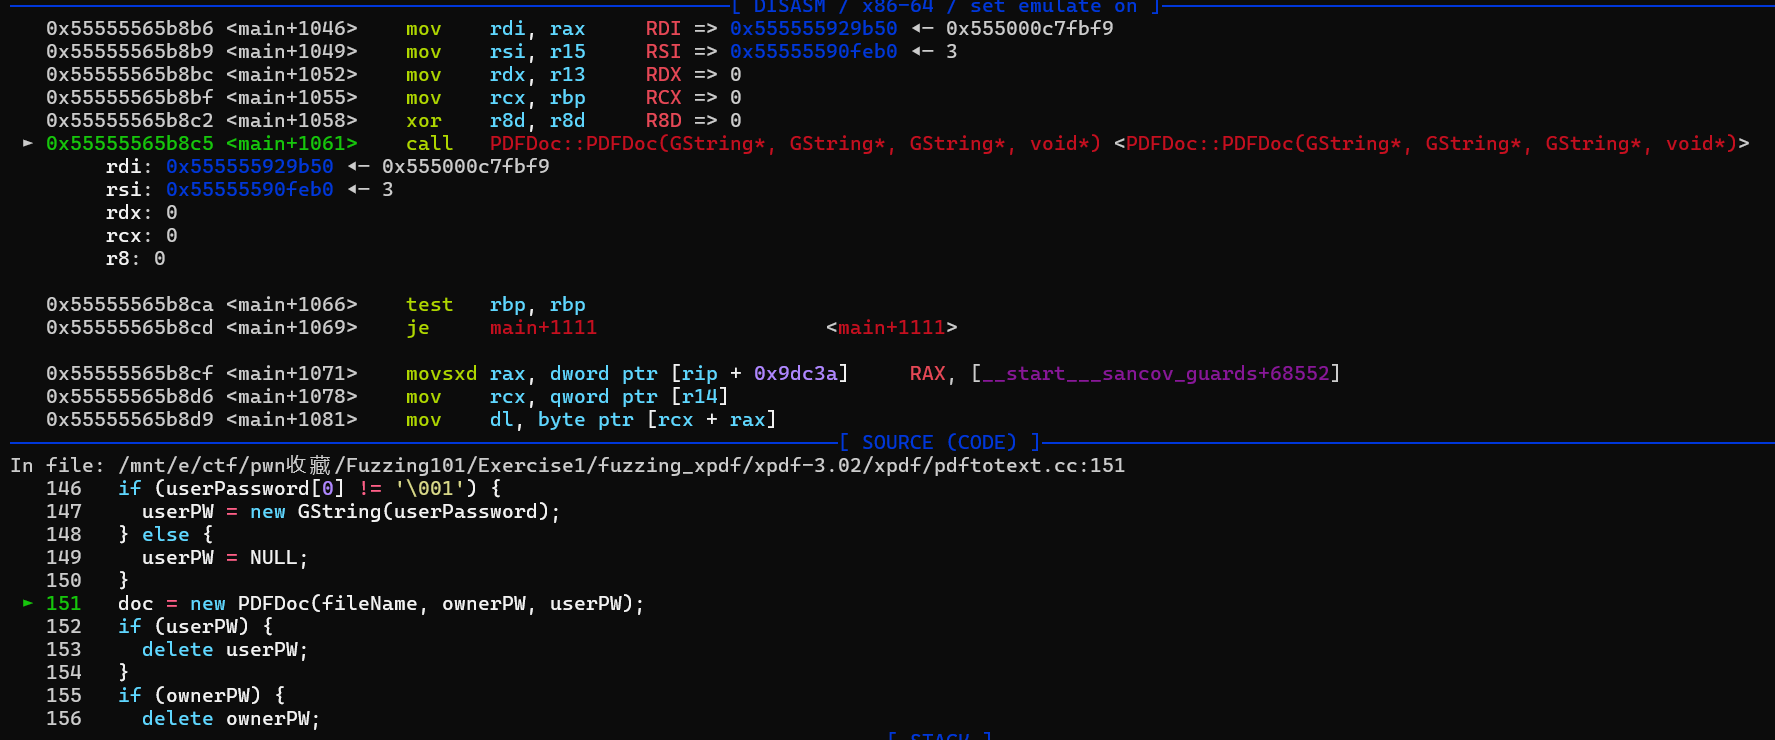 [ DISASM / x86-64 / set emulate on ]
0x55555565b8b6 <main+1046>    mov    rdi, rax     RDI => 0x555555929b50 ◂— 0x555000c7fbf9
0x55555565b8b9 <main+1049>    mov    rsi, r15     RSI => 0x55555590feb0 ◂— 3
0x55555565b8bc <main+1052>    mov    rdx, r13     RDX => 0
0x55555565b8bf <main+1055>    mov    rcx, rbp     RCX => 0
0x55555565b8c2 <main+1058>    xor    r8d, r8d     R8D => 0
► 0x55555565b8c5 <main+1061>    call   PDFDoc::PDFDoc(GString*, GString*, GString*, void*) <PDFDoc::PDFDoc(GString*, GString*, GString*, void*)>
rdi: 0x555555929b50 ◂— 0x555000c7fbf9
rsi: 0x55555590feb0 ◂— 3
rdx: 0
rcx: 0
r8: 0
0x55555565b8ca <main+1066>    test   rbp, rbp
0x55555565b8cd <main+1069>    je     main+1111                   <main+1111>
0x55555565b8cf <main+1071>    movsxd rax, dword ptr [rip + 0x9dc3a]     RAX, [__start___sancov_guards+68552]
0x55555565b8d6 <main+1078>    mov    rcx, qword ptr [r14]
0x55555565b8d9 <main+1081>    mov    dl, byte ptr [rcx + rax]
[ SOURCE (CODE) ]
In file: /mnt/e/ctf/pwn收藏/Fuzzing101/Exercise1/fuzzing_xpdf/xpdf-3.02/xpdf/pdftotext.cc:151
146   if (userPassword[0] != '\001') {
147     userPW = new GString(userPassword);
148   } else {
149     userPW = NULL;
150   }
► 151   doc = new PDFDoc(fileName, ownerPW, userPW);
152   if (userPW) {
153     delete userPW;
154   }
155   if (ownerPW) {
156     delete ownerPW;
[ STACK ]